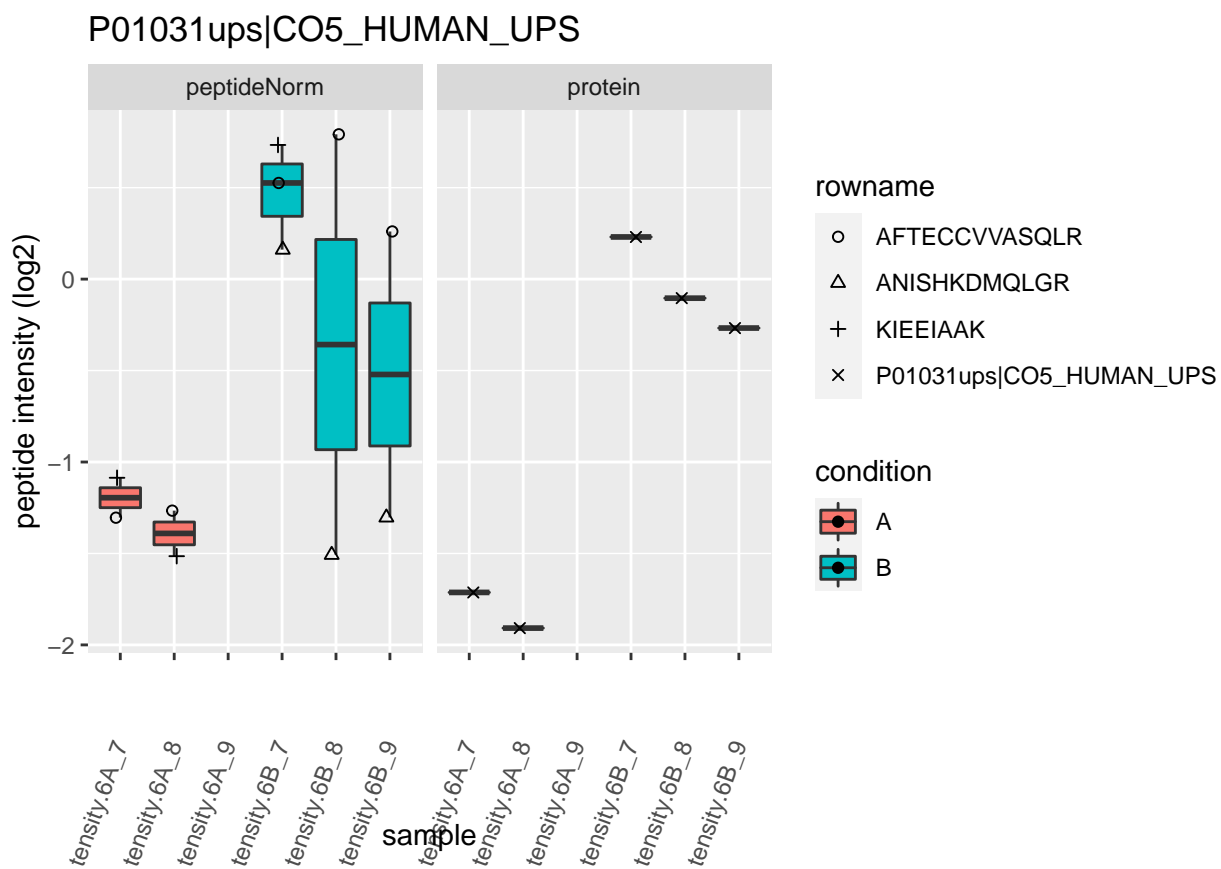 P01031ups|CO5_HUMAN_UPS
peptideNorm
protein
peptide intensity (log2)
0
−1
−2
tensity.6A_7
tensity.6A_8
tensity.6A_9
tensity.6B_7
tensity.6B_8
tensity.6B_9
tensity.6A_7
tensity.6A_8
tensity.6A_9
tensity.6B_7
tensity.6B_8
tensity.6B_9
sample
rowname
AFTECCVVASQLR
ANISHKDMQLGR
KIEEIAAK
P01031ups|CO5_HUMAN_UPS
condition
A
B